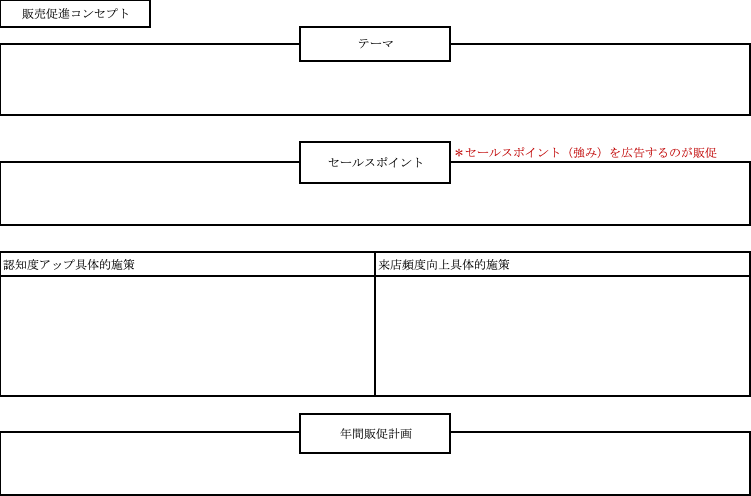 販売促進コンセプト
テーマ
セールスポイント
＊セールスポイント（強み）を広告するのが販促
認知度アップ具体的施策
来店頻度向上具体的施策
年間販促計画